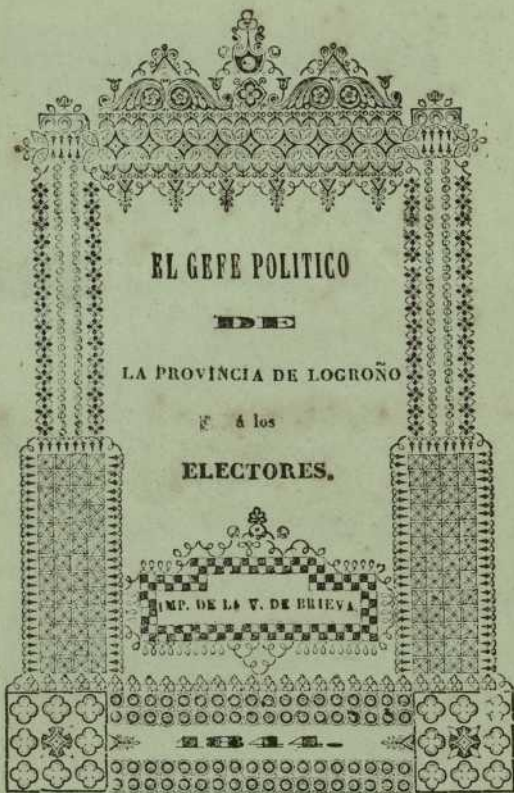 EL GEFE POLITICO
DE
LA PROVINCIA DE LOGROÑO
á los
ELECTORES.
IMP. DE LA V. DE BRIEVA.
1844.